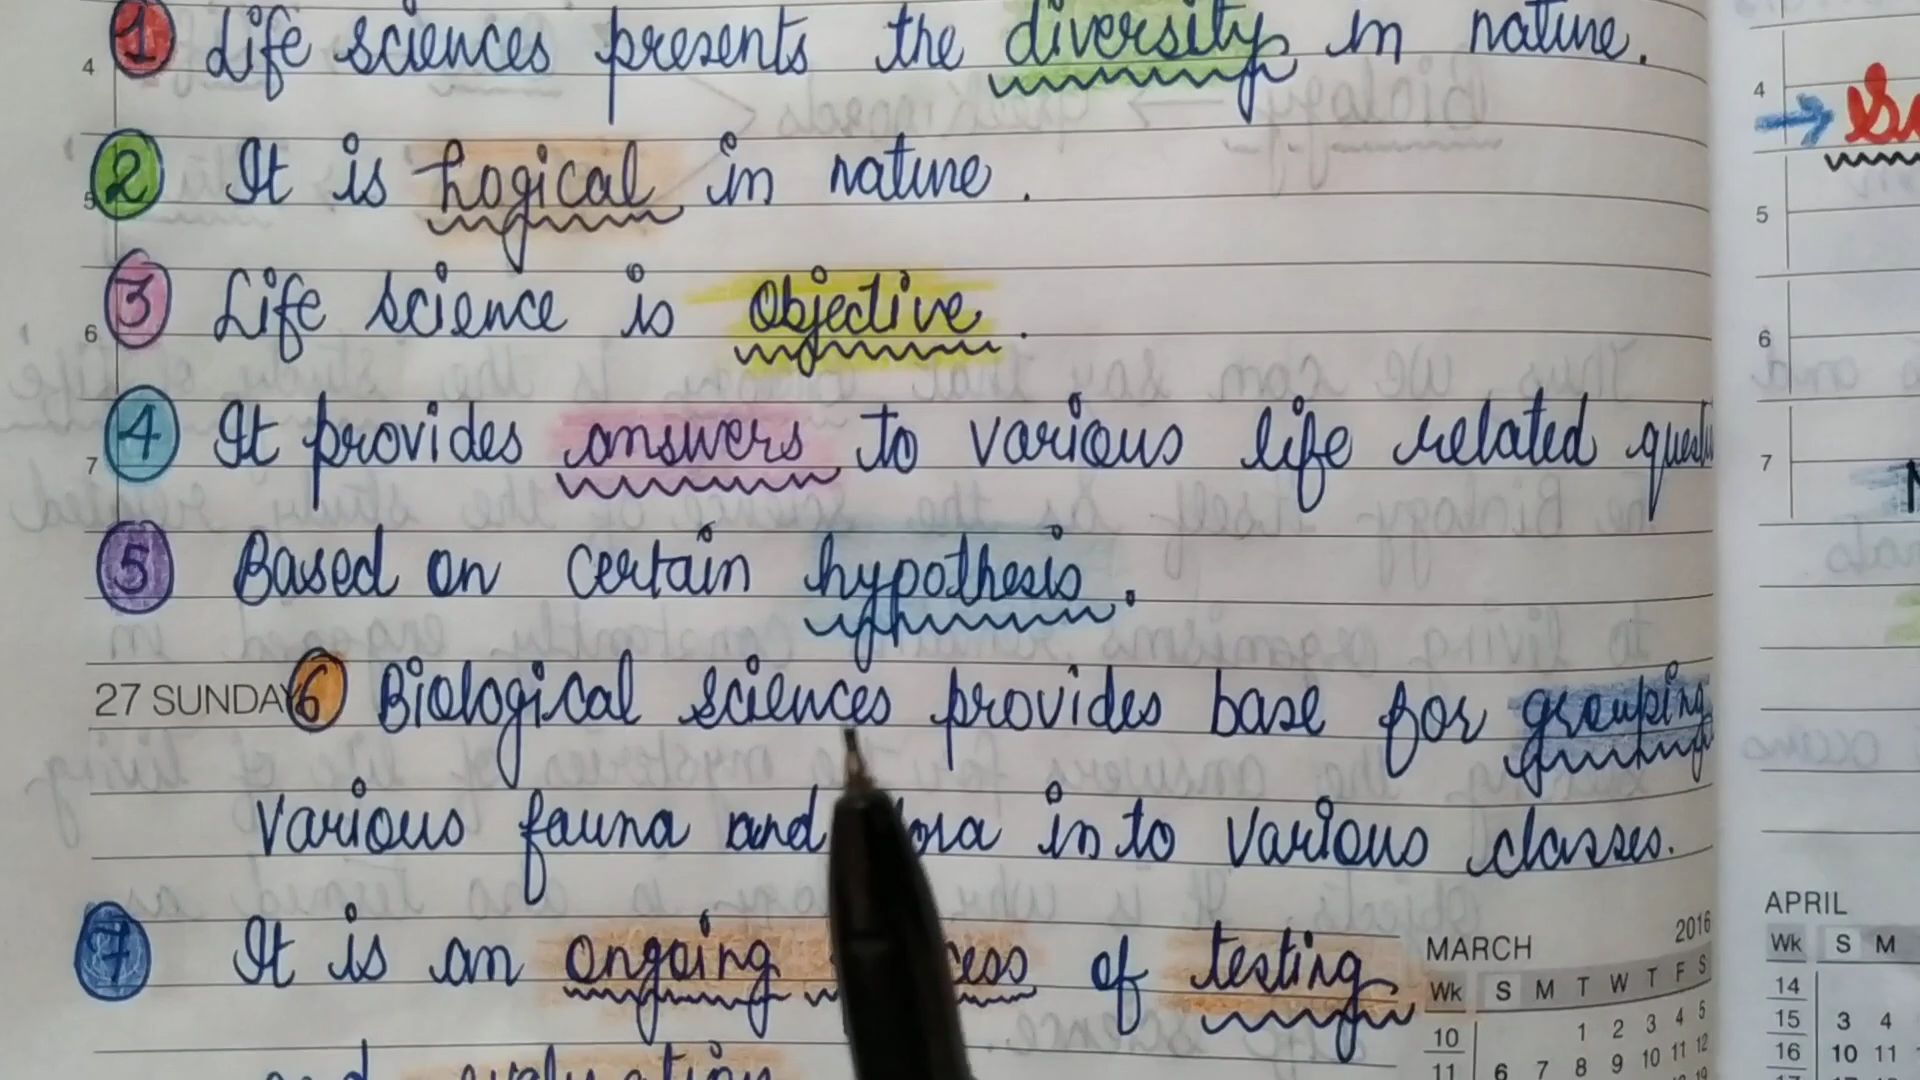 4
① Life sciences presents the diversity in nature.
5
② It is Logical in nature.
③ Life science is Objective.
6
④ It provides answers to various life related
7
⑤ Based on certain hypothesis.
27 SUNDAY ⑥ Biological sciences provides base for grouping
various fauna and in to various classes.
⑦ It is an ongoing of testing
and evaluation
MARCH 2016
Wk S M T W T F S
10 1 2 3 4 5
11 6 7 8 9 10 11 12
4
5
6
7
APRIL
Wk S M
14
15 3 4
16 10 11